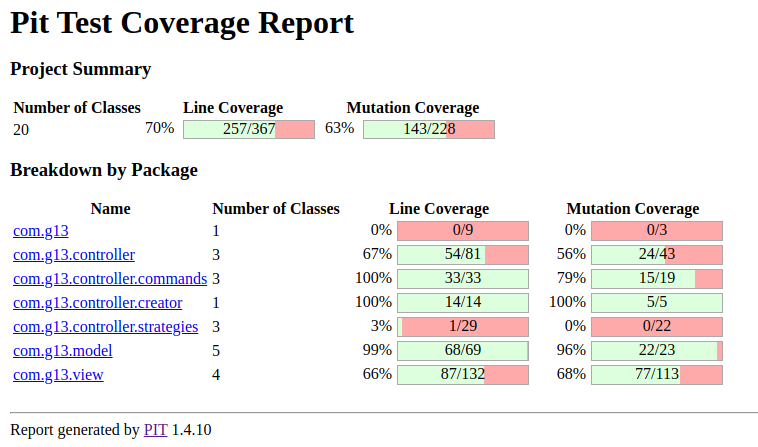 Pit Test Coverage Report
Project Summary
Number of Classes Line Coverage Mutation Coverage
20 70% 257/367 63% 143/228
Breakdown by Package
Name Number of Classes Line Coverage Mutation Coverage
com.g13 1 0% 0/9 0% 0/3
com.g13.controller 3 67% 54/81 56% 24/43
com.g13.controller.commands 3 100% 33/33 79% 15/19
com.g13.controller.creator 1 100% 14/14 100% 5/5
com.g13.controller.strategies 3 3% 1/29 0% 0/22
com.g13.model 5 99% 68/69 96% 22/23
com.g13.view 4 66% 87/132 68% 77/113
Report generated by PIT 1.4.10